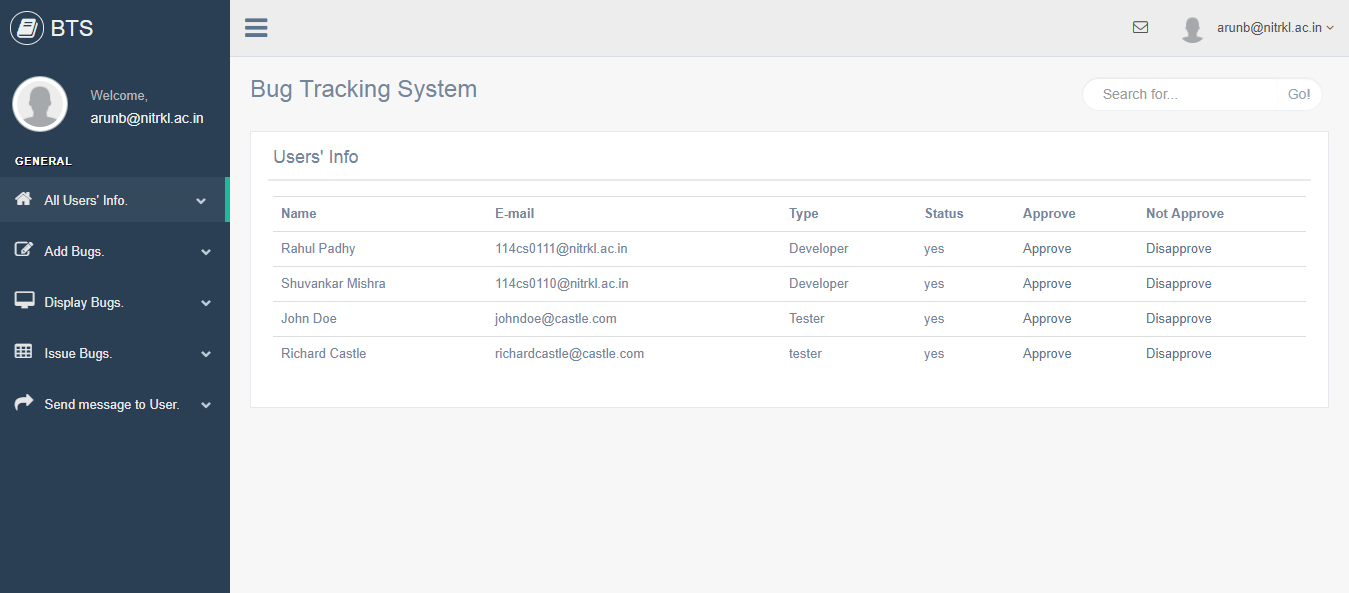 BTS
arunb@nitrkl.ac.in
Welcome,
arunb@nitrkl.ac.in
GENERAL
All Users' Info.
Add Bugs.
Display Bugs.
Issue Bugs.
Send message to User.
Bug Tracking System
Search for... Go!
Users' Info
Name E-mail Type Status Approve Not Approve
Rahul Padhy 114cs0111@nitrkl.ac.in Developer yes Approve Disapprove
Shuvankar Mishra 114cs0110@nitrkl.ac.in Developer yes Approve Disapprove
John Doe johndoe@castle.com Tester yes Approve Disapprove
Richard Castle richardcastle@castle.com tester yes Approve Disapprove